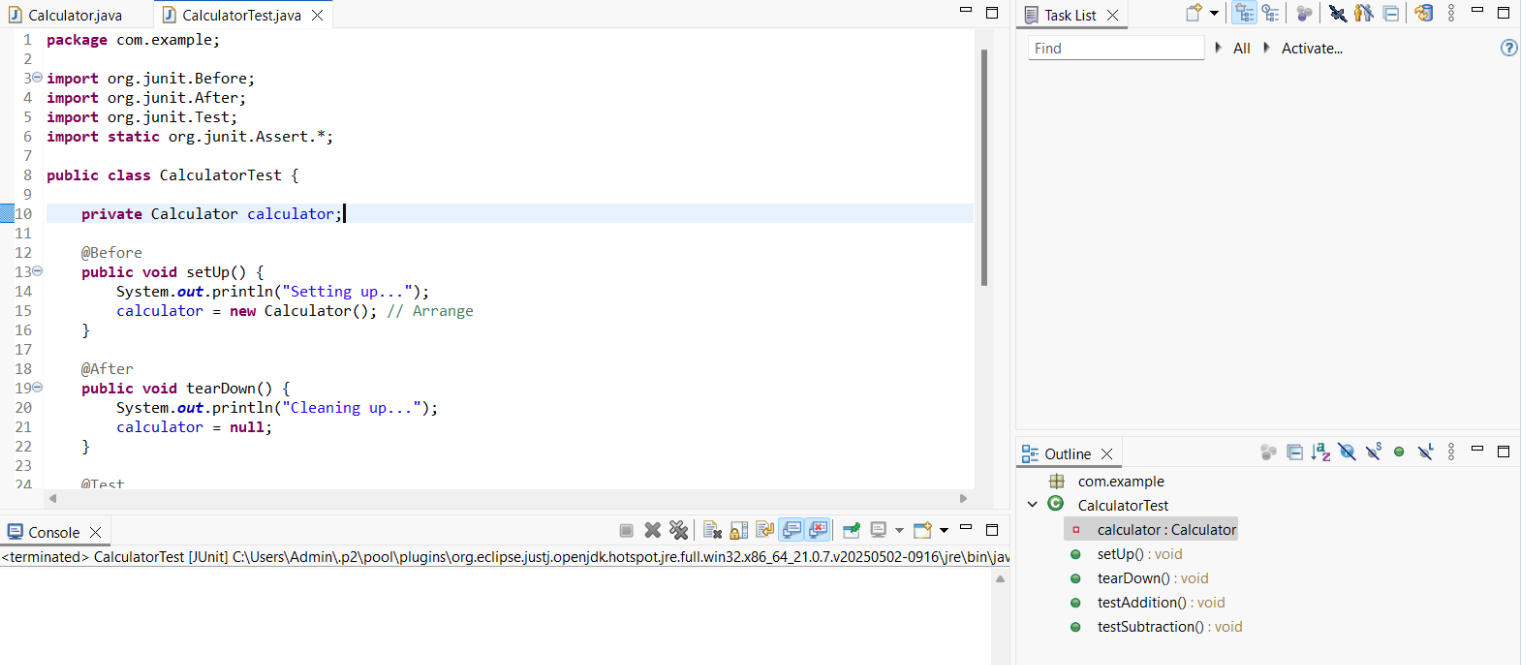 Calculator.java
CalculatorTest.java
1 package com.example;
2
3 import org.junit.Before;
4 import org.junit.After;
5 import org.junit.Test;
6 import static org.junit.Assert.*;
7
8 public class CalculatorTest {
9
10 private Calculator calculator;
11
12 @Before
13 public void setUp() {
14 System.out.println("Setting up...");
15 calculator = new Calculator(); // Arrange
16 }
17
18 @After
19 public void tearDown() {
20 System.out.println("Cleaning up...");
21 calculator = null;
22 }
23
24 @Test
Console
<terminated> CalculatorTest [JUnit] C:\Users\Admin\.p2\pool\plugins\org.eclipse.justj.openjdk.hotspot.jre.full.win32.x86_64_21.0.7.v20250502-0916\jre\bin\jav
Task List
Find
All
Activate...
Outline
com.example
CalculatorTest
calculator : Calculator
setUp() : void
tearDown() : void
testAddition() : void
testSubtraction() : void